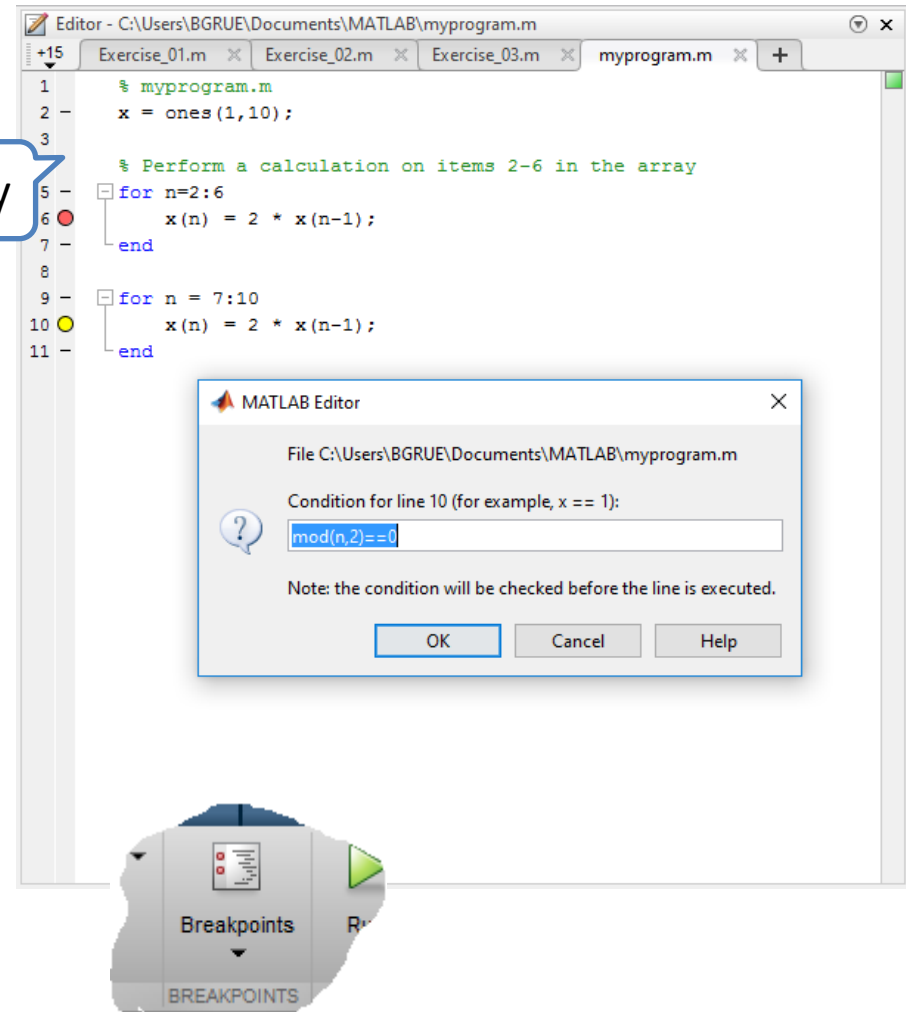 Editor - C:\Users\BGRUE\Documents\MATLAB\myprogram.m
+15 Exercise_01.m Exercise_02.m Exercise_03.m myprogram.m +
1 % myprogram.m
2 - x = ones(1,10);
3
% Perform a calculation on items 2-6 in the array
5 - for n=2:6
6 x(n) = 2 * x(n-1);
7 - end
8
9 - for n = 7:10
10 x(n) = 2 * x(n-1);
11 - end
MATLAB Editor
File C:\Users\BGRUE\Documents\MATLAB\myprogram.m
Condition for line 10 (for example, x == 1):
mod(n,2)==0
Note: the condition will be checked before the line is executed.
OK Cancel Help
Breakpoints
BREAKPOINTS